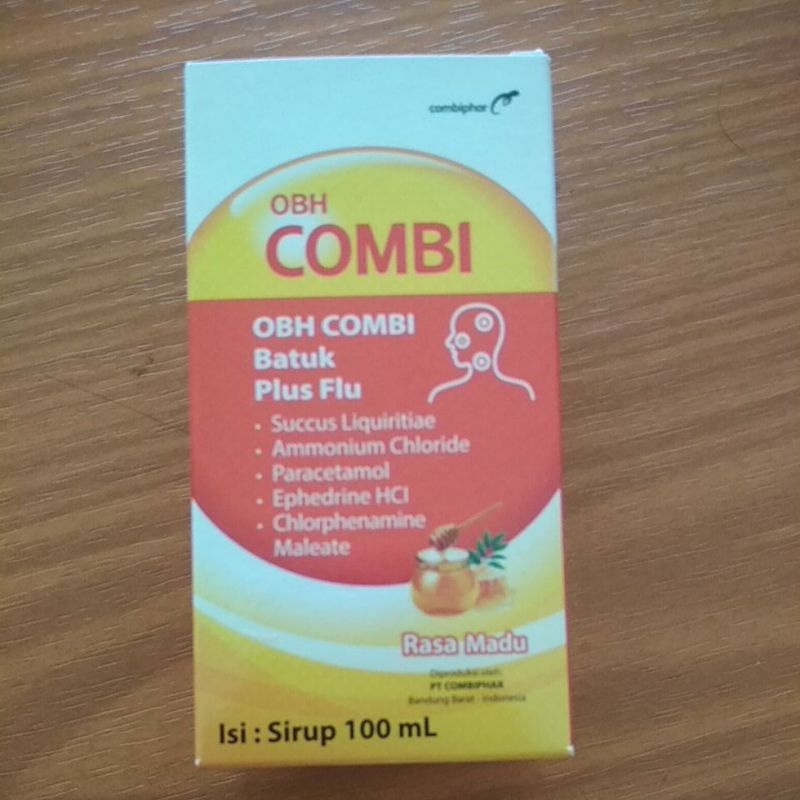 combiphar
OBH
COMBI
OBH COMBI
Batuk
Plus Flu
• Succus Liquiritiae
• Ammonium Chloride
• Paracetamol
• Ephedrine HCl
• Chlorphenamine
Maleate
Rasa Madu
Diproduksi oleh:
PT COMBIPHAR
Bandung Barat - Indonesia
Isi : Sirup 100 mL